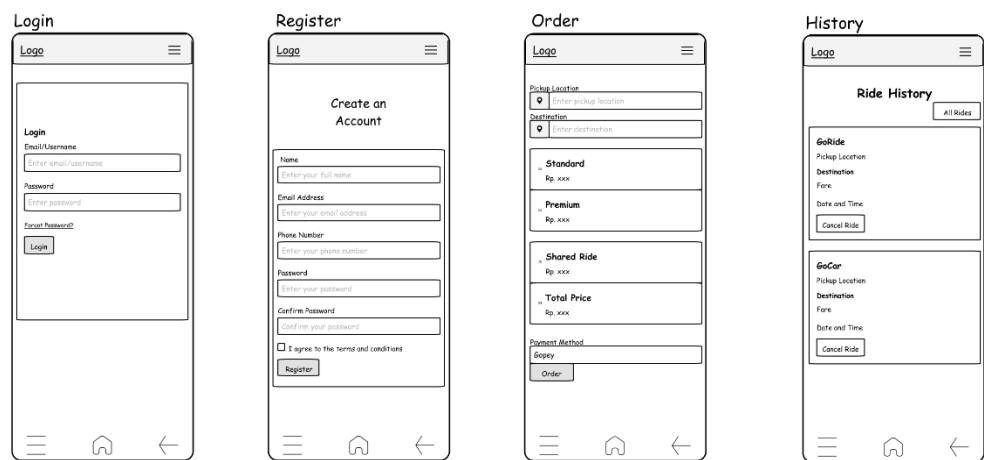 Login
Logo
Login
Email/Username
Enter email/username
Password
Enter password
Forgot Password?
Login
Register
Logo
Create an
Account
Name
Enter your full name
Email Address
Enter your email address
Phone Number
Enter your phone number
Password
Enter your password
Confirm Password
Confirm your password
I agree to the terms and conditions
Register
Order
Logo
Pickup Location
Enter pickup location
Destination
Enter destination
Standard
Rp. xxx
Premium
Rp. xxx
Shared Ride
Rp. xxx
Total Price
Rp. xxx
Payment Method
Gopey
Order
History
Logo
Ride History
All Rides
GoRide
Pickup Location
Destination
Fare
Date and Time
Cancel Ride
GoCar
Pickup Location
Destination
Fare
Date and Time
Cancel Ride